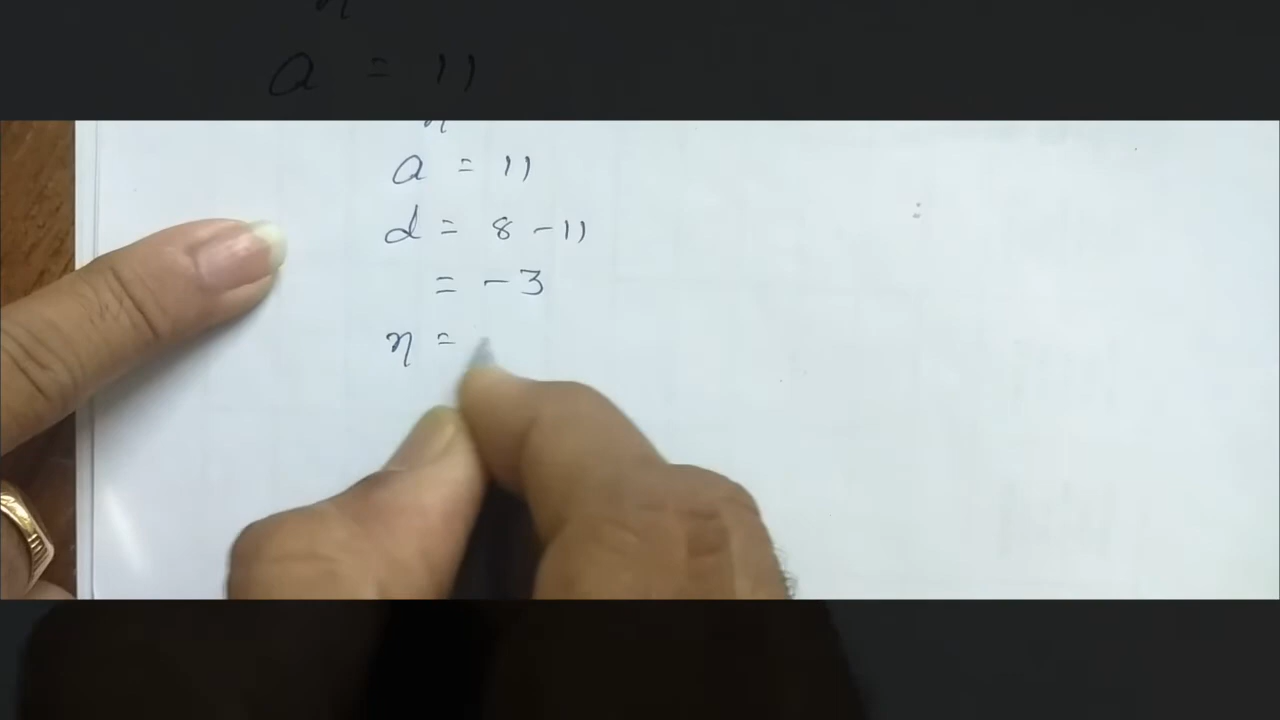 a = 11
a = 11
d = 8 - 11
= - 3
n =